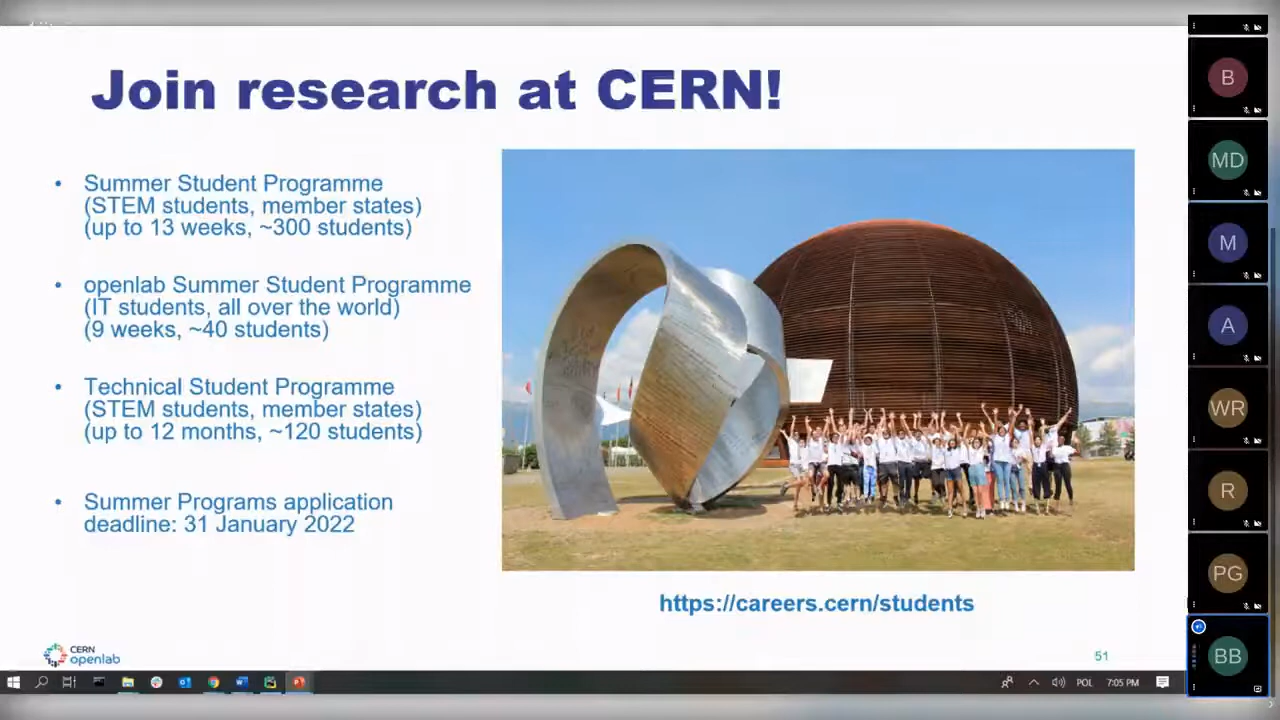 Join research at CERN!
• Summer Student Programme
(STEM students, member states)
(up to 13 weeks, ~300 students)
• openlab Summer Student Programme
(IT students, all over the world)
(9 weeks, ~40 students)
• Technical Student Programme
(STEM students, member states)
(up to 12 months, ~120 students)
• Summer Programs application
deadline: 31 January 2022
https://careers.cern/students
CERN
openlab
51
POL
7:05 PM
B
MD
M
A
WR
R
PG
BB